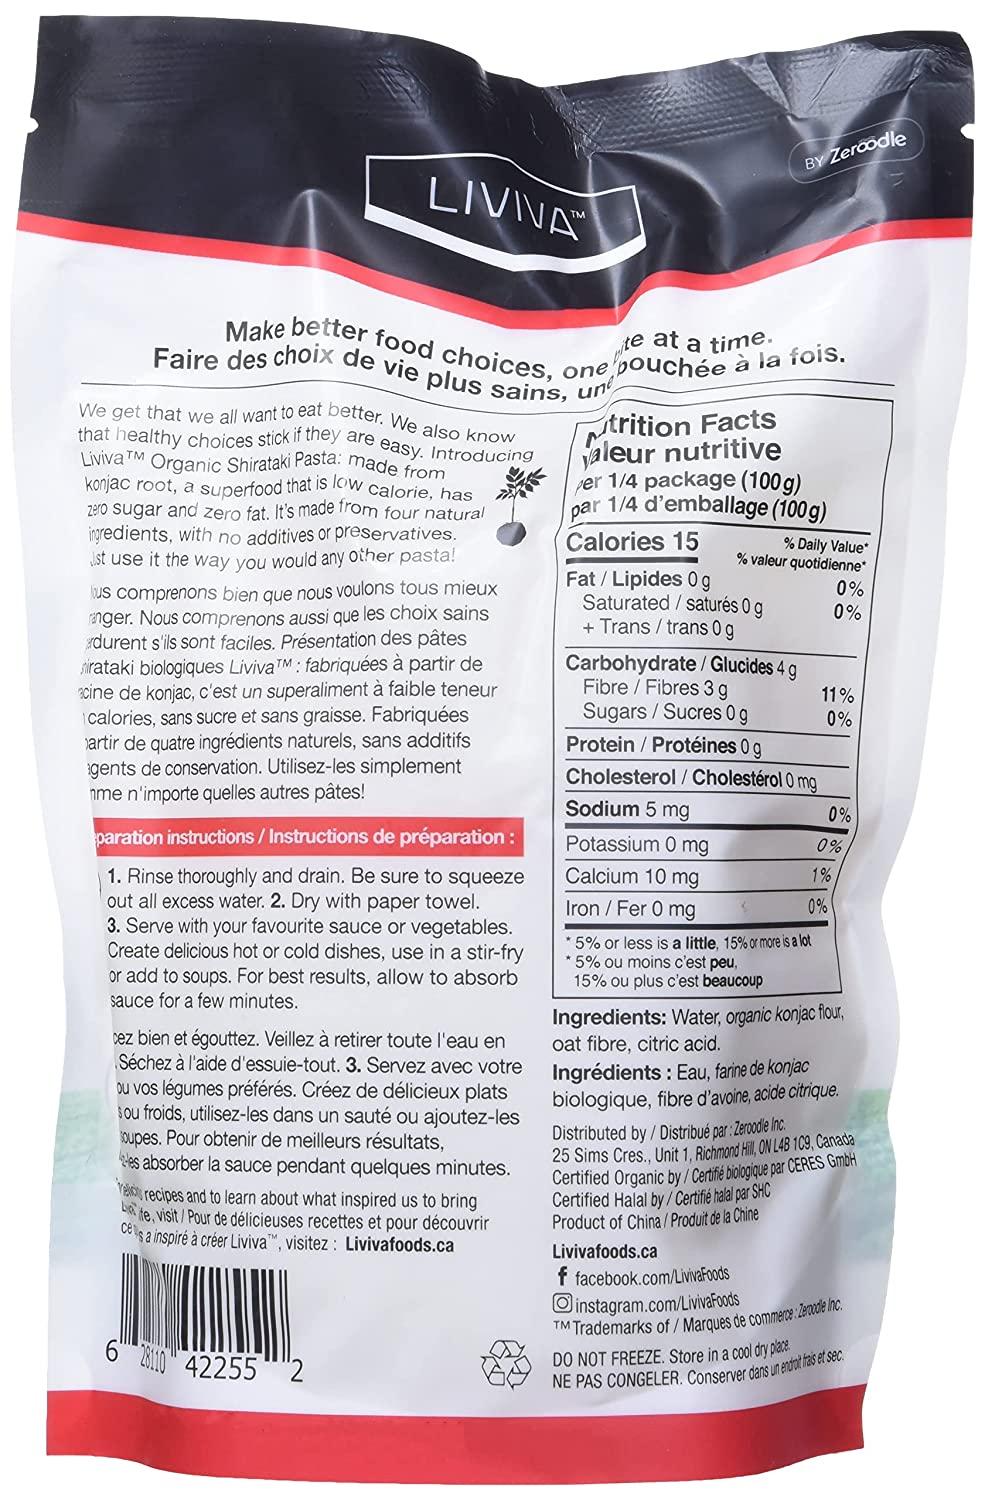 BY Zeroodle
LIVIVA™
Make better food choices, one bite at a time.
Faire des choix de vie plus sains, une bouchée à la fois.
We get that we all want to eat better. We also know
that healthy choices stick if they are easy. Introducing
Liviva™ Organic Shirataki Pasta: made from
konjac root, a superfood that is low calorie, has
zero sugar and zero fat. It's made from four natural
ingredients, with no additives or preservatives.
ust use it the way you would any other pasta!
ous comprenons bien que nous voulons tous mieux
anger. Nous comprenons aussi que les choix sains
erdurent s'ils sont faciles. Présentation des pâtes
hirataki biologiques Liviva™ : fabriquées à partir de
acine de konjac, c'est un superaliment à faible teneur
calories, sans sucre et sans graisse. Fabriquées
partir de quatre ingrédients naturels, sans additifs
agents de conservation. Utilisez-les simplement
mme n'importe quelles autres pâtes!
eparation instructions / Instructions de préparation :
1. Rinse thoroughly and drain. Be sure to squeeze
out all excess water. 2. Dry with paper towel.
3. Serve with your favourite sauce or vegetables.
Create delicious hot or cold dishes, use in a stir-fry
or add to soups. For best results, allow to absorb
sauce for a few minutes.
cez bien et égouttez. Veillez à retirer toute l'eau en
. Séchez à l'aide d'essuie-tout. 3. Servez avec votre
ou vos légumes préférés. Créez de délicieux plats
s ou froids, utilisez-les dans un sauté ou ajoutez-les
soupes. Pour obtenir de meilleurs résultats,
-les absorber la sauce pendant quelques minutes.
recipes and to learn about what inspired us to bring
visit / Pour de délicieuses recettes et pour découvrir
ce a inspiré à créer Liviva™, visitez : Livivafoods.ca
6 28110 42255 2
Nutrition Facts
Valeur nutritive
Per 1/4 package (100g)
par 1/4 d'emballage (100g)
Calories 15 % Daily Value*
% valeur quotidienne*
Fat / Lipides 0 g 0%
Saturated / saturés 0 g 0%
+ Trans / trans 0 g
Carbohydrate / Glucides 4 g
Fibre / Fibres 3 g 11%
Sugars / Sucres 0 g 0%
Protein / Protéines 0 g
Cholesterol / Cholestérol 0 mg
Sodium 5 mg 0%
Potassium 0 mg 0%
Calcium 10 mg 1%
Iron / Fer 0 mg 0%
* 5% or less is a little, 15% or more is a lot
* 5% ou moins c'est peu,
15% ou plus c'est beaucoup
Ingredients: Water, organic konjac flour,
oat fibre, citric acid.
Ingrédients : Eau, farine de konjac
biologique, fibre d'avoine, acide citrique.
Distributed by / Distribué par : Zeroodle Inc.
25 Sims Cres., Unit 1, Richmond Hill, ON L4B 1C9, Canada
Certified Organic by / Certifié biologique par CERES GmbH
Certified Halal by / Certifié halal par SHC
Product of China / Produit de la Chine
Livivafoods.ca
facebook.com/LivivaFoods
instagram.com/LivivaFoods
™Trademarks of / Marques de commerce : Zeroodle Inc.
DO NOT FREEZE. Store in a cool dry place.
NE PAS CONGELER. Conserver dans un endroit frais et sec.